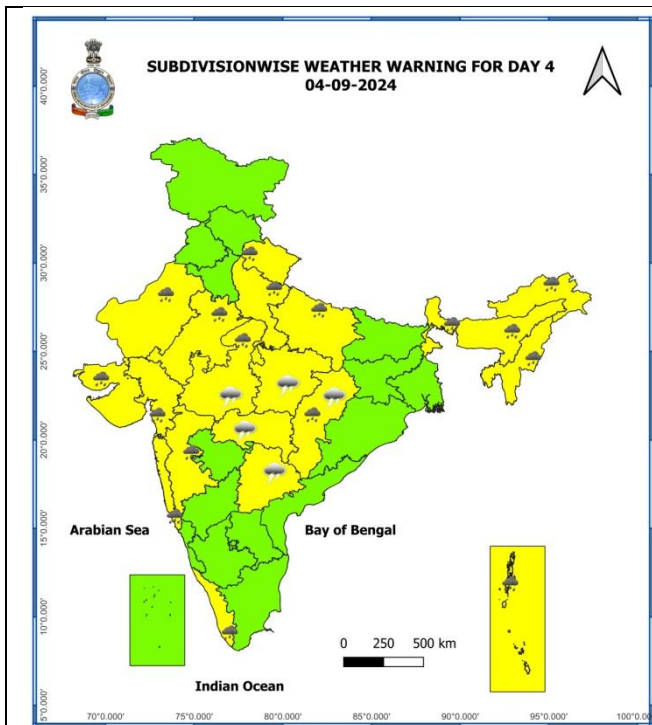 SUBDIVISIONWISE WEATHER WARNING FOR DAY 4
04-09-2024
40°0.000'
35°0.000'
30°0.000'
25°0.000'
20°0.000'
15°0.000'
10°0.000'
5°0.000'
Arabian Sea
Bay of Bengal
0 250 500 km
Indian Ocean
70°0.000' 75°0.000' 80°0.000' 85°0.000' 90°0.000' 95°0.000' 100°0.0